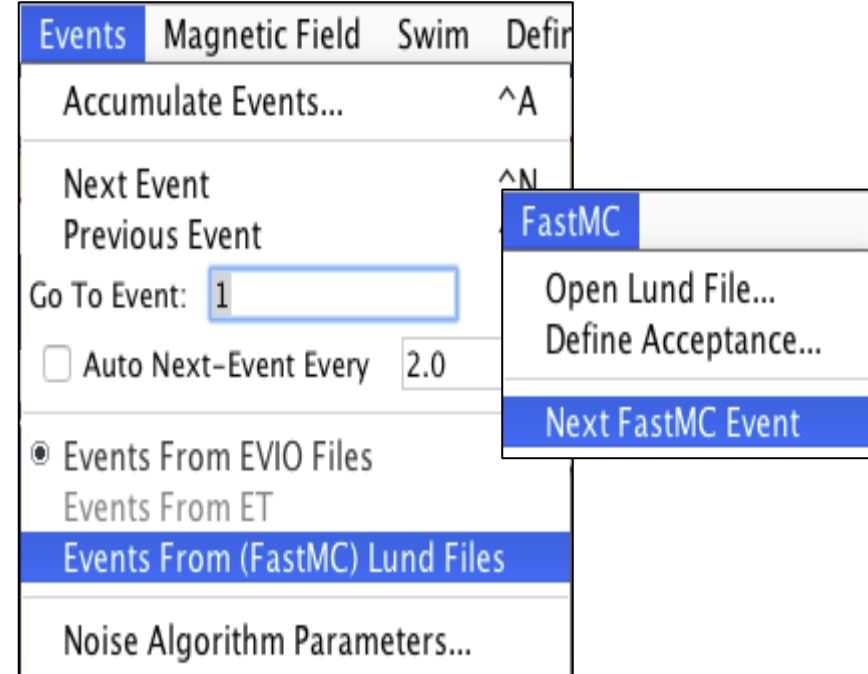 Events Magnetic Field Swim Defin
Accumulate Events... ^A
Next Event ^N
Previous Event
Go To Event: 1
Auto Next-Event Every 2.0
Events From EVIO Files
Events From ET
Events From (FastMC) Lund Files
Noise Algorithm Parameters...
FastMC
Open Lund File...
Define Acceptance...
Next FastMC Event